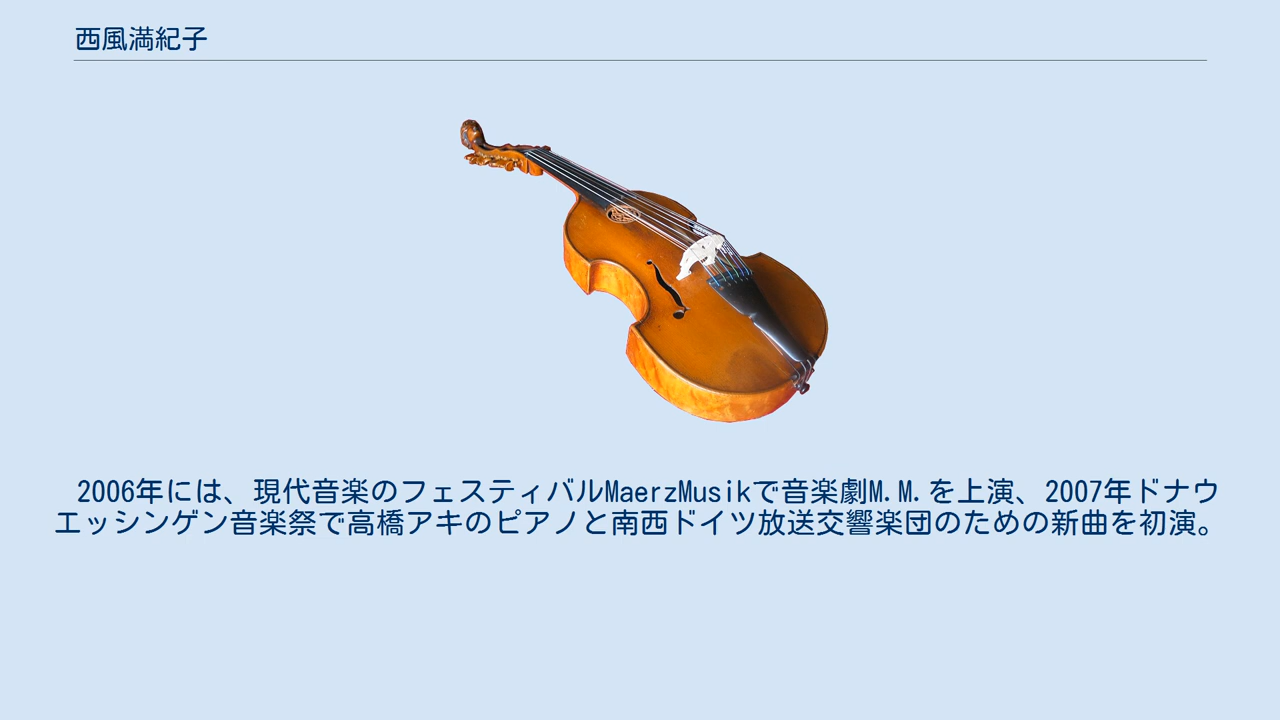 西風満紀子
2006年には、現代音楽のフェスティバルMaerzMusikで音楽劇M.M.を上演、2007年ドナウ
エッシンゲン音楽祭で高橋アキのピアノと南西ドイツ放送交響楽団のための新曲を初演。